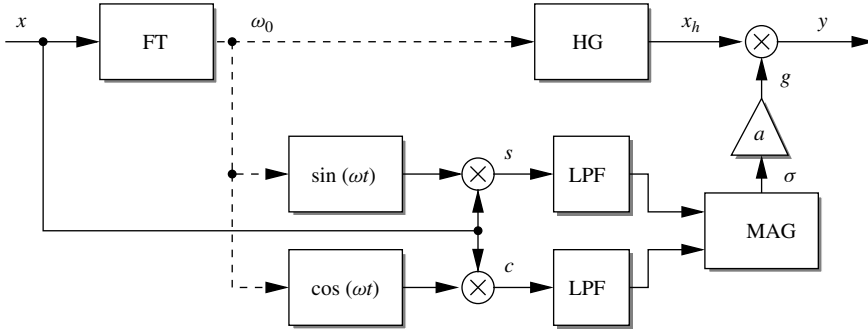 x
FT
ω₀
HG
xₕ
y
g
a
σ
sin (ωt)
s
LPF
MAG
cos (ωt)
c
LPF